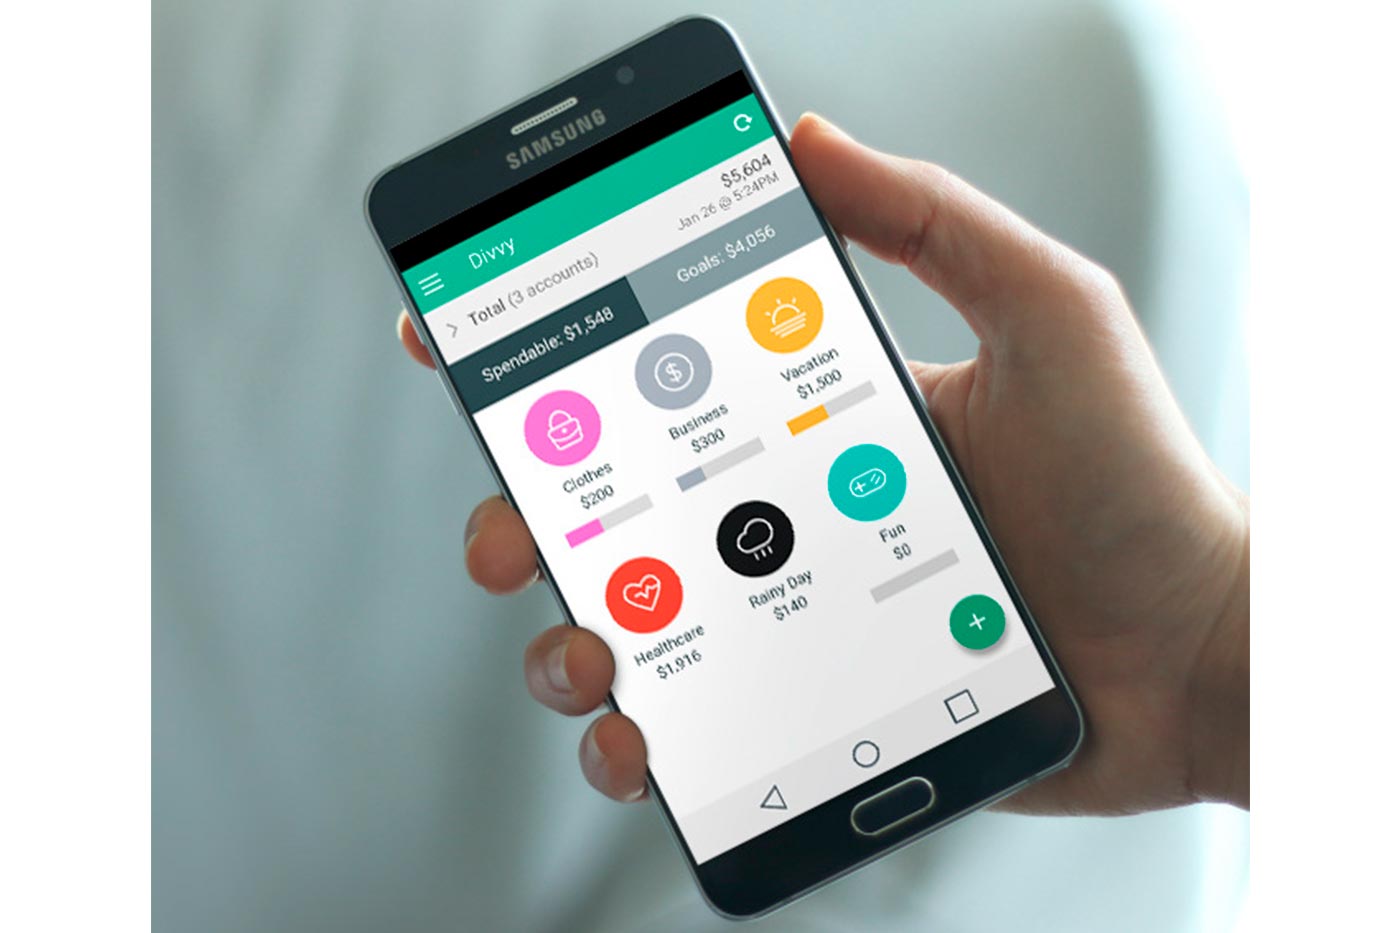 SAMSUNG
Divvy
Total (3 accounts)
$5,604
Jan 26 @ 5:24PM
Spendable: $1,548
Goals: $4,056
Clothes
$200
Business
$300
Vacation
$1,500
Healthcare
$1,916
Rainy Day
$140
Fun
$0